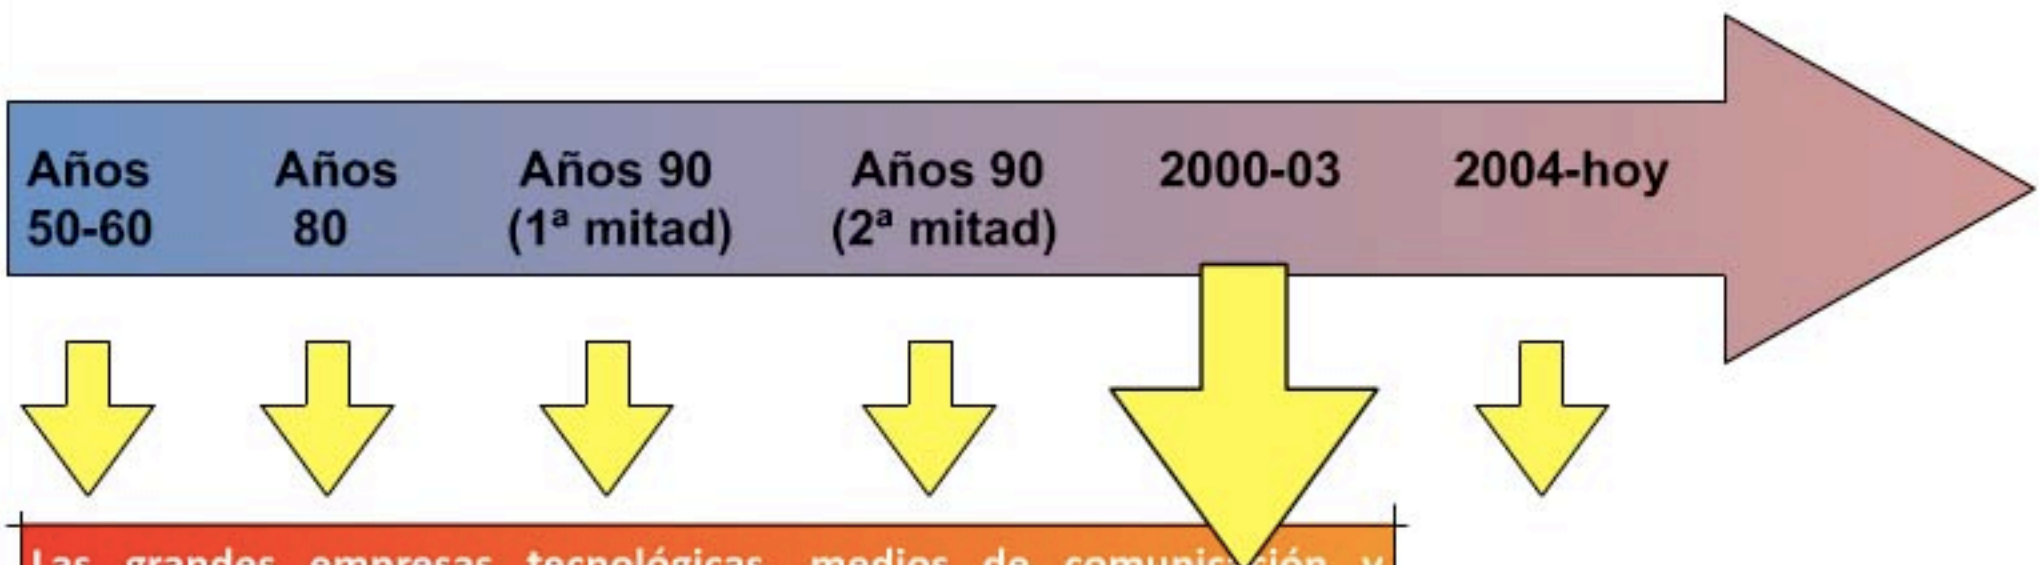 Años
50-60
Años
80
Años 90
(1ª mitad)
Años 90
(2ª mitad)
2000-03
2004-hoy
Las grandes empresas tecnológicas, medios de comunicación y